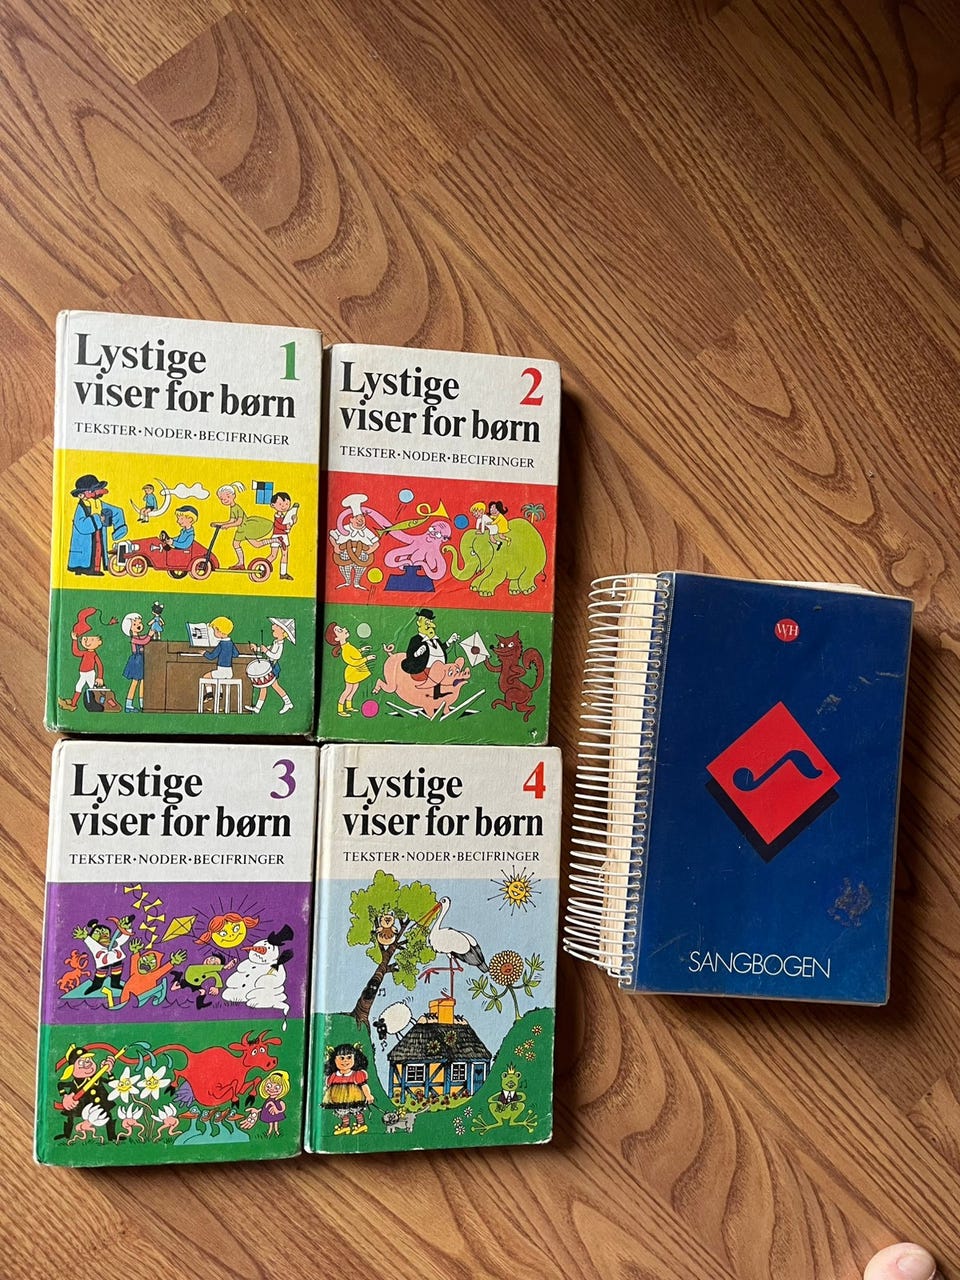 Lystige 1
viser for børn
TEKSTER·NODER·BECIFRINGER
Lystige 2
viser for børn
TEKSTER·NODER·BECIFRINGER
Lystige 3
viser for børn
TEKSTER·NODER·BECIFRINGER
Lystige 4
viser for børn
TEKSTER·NODER·BECIFRINGER
WH
SANGBOGEN